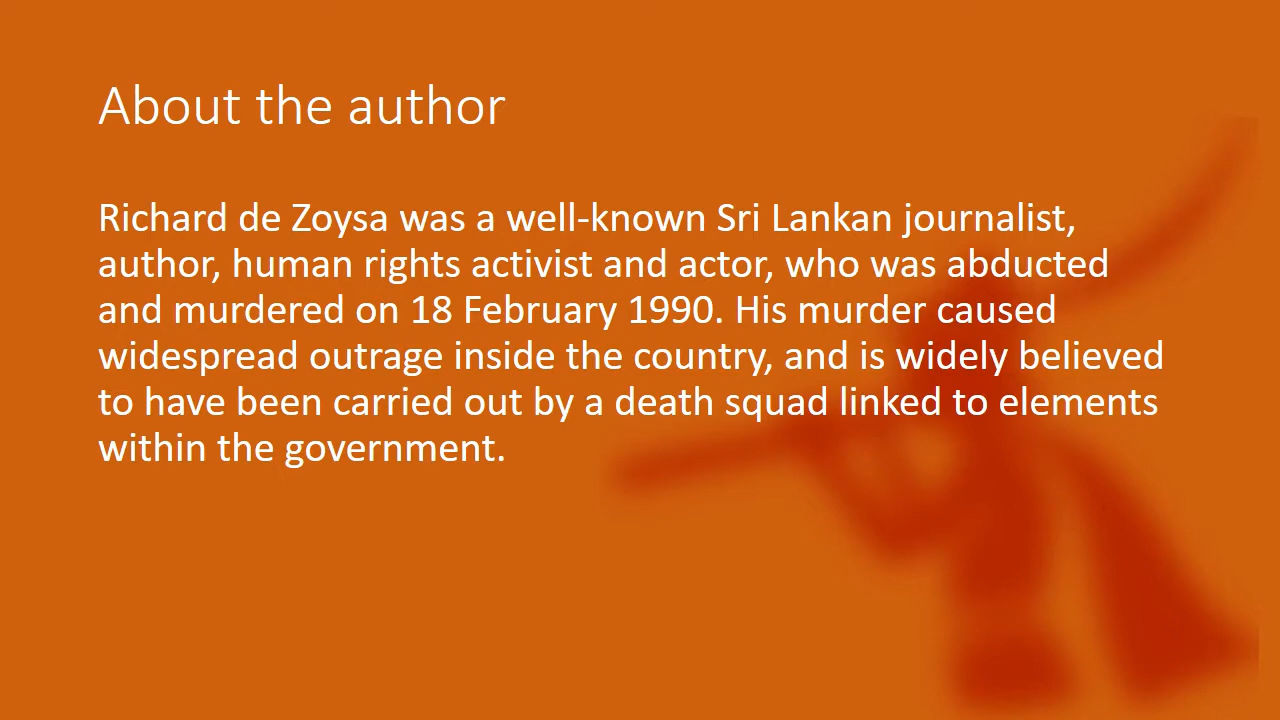 About the author
Richard de Zoysa was a well-known Sri Lankan journalist,
author, human rights activist and actor, who was abducted
and murdered on 18 February 1990. His murder caused
widespread outrage inside the country, and is widely believed
to have been carried out by a death squad linked to elements
within the government.